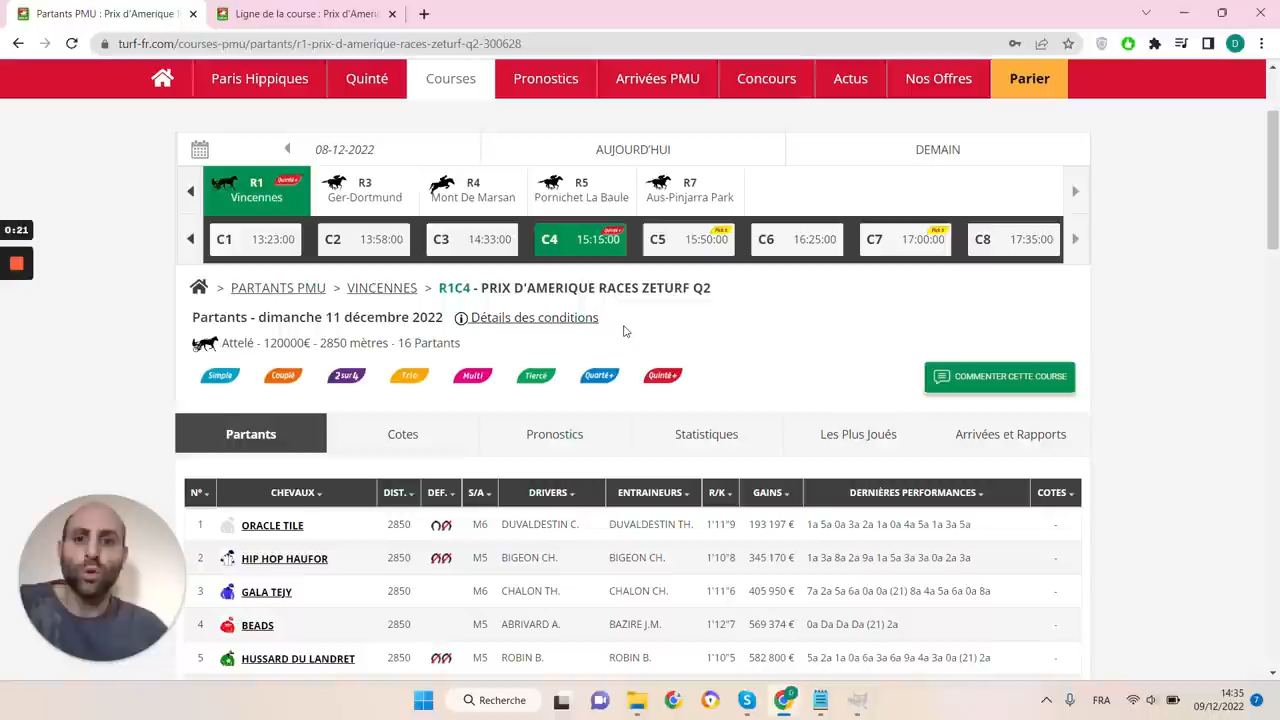 Partants PMU : Prix d'Amerique R
Ligne de la course : Prix d'Ameri
turf-fr.com/courses-pmu/partants/r1-prix-d-amerique-races-zeturf-q2-300628
D
Paris Hippiques Quinté Courses Pronostics Arrivées PMU Concours Actus Nos Offres Parier
08-12-2022 AUJOURD'HUI DEMAIN
R1 Quinté+ R3 R4 R5 R7
Vincennes Ger-Dortmund Mont De Marsan Pornichet La Baule Aus-Pinjarra Park
0:21
C1 13:23:00 C2 13:58:00 C3 14:33:00 C4 15:15:00 Quinté+ C5 15:50:00 Pick 5 C6 16:25:00 C7 17:00:00 Pick 5 C8 17:35:00
> PARTANTS PMU > VINCENNES > R1C4 - PRIX D'AMERIQUE RACES ZETURF Q2
Partants - dimanche 11 décembre 2022 Détails des conditions
Attelé - 120000€ - 2850 mètres - 16 Partants
Simple Couplé 2 sur 4 Trio Multi Tiercé Quarté+ Quinté+
COMMENTER CETTE COURSE
Partants Cotes Pronostics Statistiques Les Plus Joués Arrivées et Rapports
N° CHEVAUX DIST. DEF. S/A DRIVERS ENTRAINEURS R/K GAINS DERNIÈRES PERFORMANCES COTES
1 ORACLE TILE 2850 M6 DUVALDESTIN C. DUVALDESTIN TH. 1'11"9 193 197 € 1a 5a 0a 3a 2a 1a 0a 4a 5a 1a 3a 5a -
2 HIP HOP HAUFOR 2850 M5 BIGEON CH. BIGEON CH. 1'10"8 345 170 € 1a 3a 8a 2a 9a 1a 5a 3a 3a 0a 2a 3a -
3 GALA TEJY 2850 M6 CHALON TH. CHALON CH. 1'11"6 405 950 € 7a 2a 5a 6a 0a 0a (21) 8a 4a 5a 6a 0a 8a -
4 BEADS 2850 M5 ABRIVARD A. BAZIRE J.M. 1'12"7 569 374 € 0a Da Da Da (21) 2a -
5 HUSSARD DU LANDRET 2850 M5 ROBIN B. ROBIN B. 1'10"5 582 800 € 5a 2a 1a 0a 6a 3a 6a 9a 4a 3a 0a (21) 2a -
Recherche
FRA
14:35
09/12/2022
7